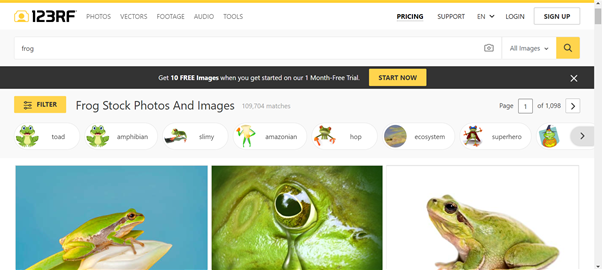 123RF PHOTOS VECTORS FOOTAGE AUDIO TOOLS PRICING SUPPORT EN LOGIN SIGN UP
frog All Images
Get 10 FREE Images when you get started on our 1 Month-Free Trial. START NOW
FILTER Frog Stock Photos And Images 109,704 matches Page 1 of 1,098
toad amphibian slimy amazonian hop ecosystem superhero